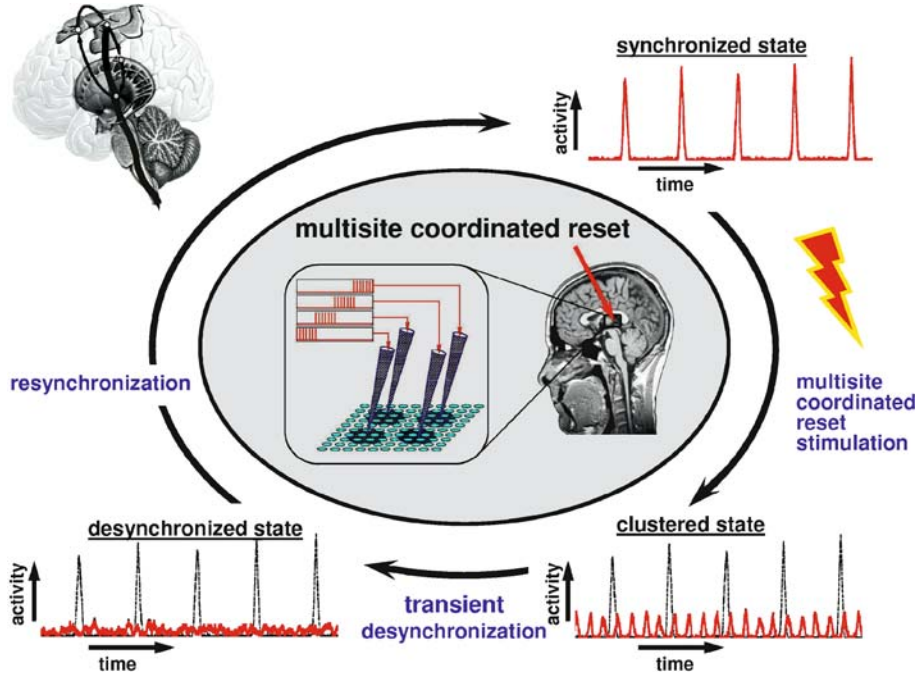 synchronized state
activity
time
multisite coordinated reset
resynchronization
multisite
coordinated
reset
stimulation
desynchronized state
activity
time
transient
desynchronization
clustered state
activity
time